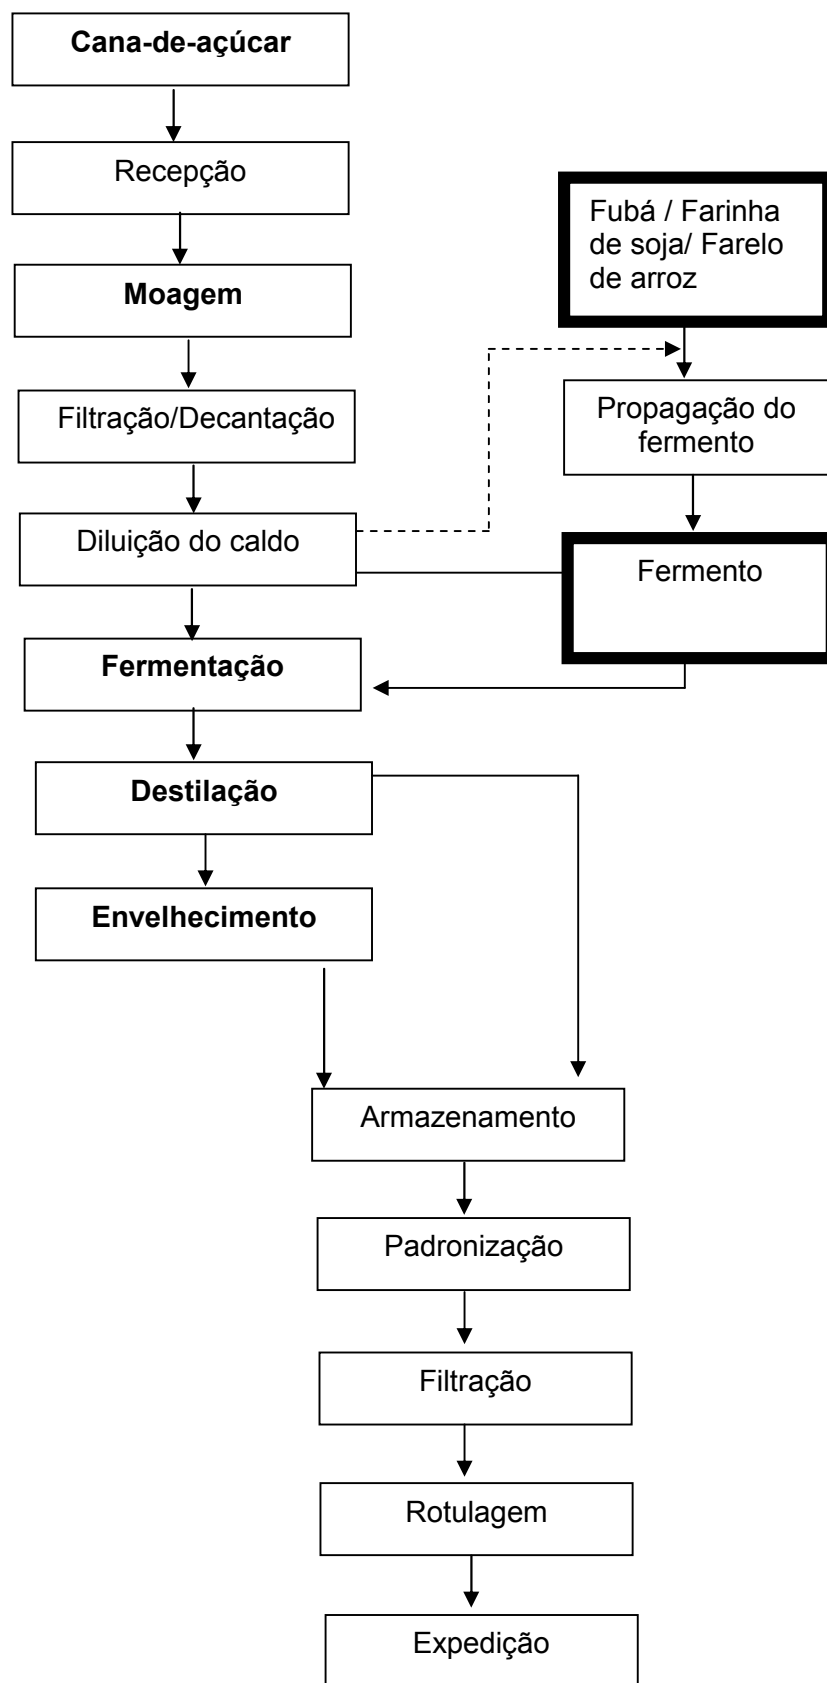 Cana-de-açúcar
Recepção
Fubá / Farinha
de soja/ Farelo
de arroz
Moagem
Filtração/Decantação
Propagação do
fermento
Diluição do caldo
Fermento
Fermentação
Destilação
Envelhecimento
Armazenamento
Padronização
Filtração
Rotulagem
Expedição